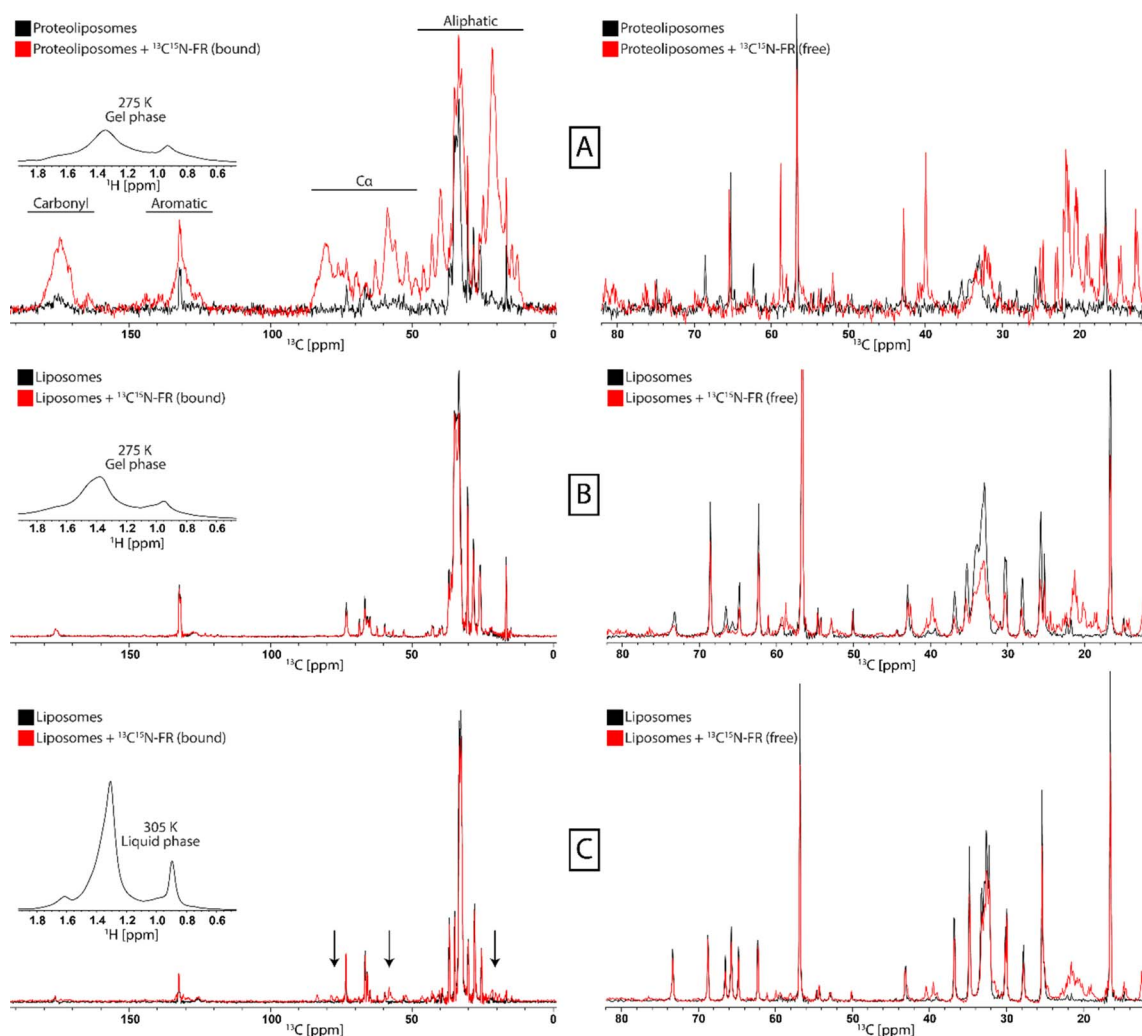 Proteoliposomes
Proteoliposomes + ¹³C¹⁵N-FR (bound)
Aliphatic
275 K
Gel phase
1.8 1.6 1.4 1.2 1.0 0.8 0.6
¹H [ppm]
Cα
Carbonyl
Aromatic
150 100 50 0
¹³C [ppm]
A
Proteoliposomes
Proteoliposomes + ¹³C¹⁵N-FR (free)
80 70 60 50 40 30 20
¹³C [ppm]
Liposomes
Liposomes + ¹³C¹⁵N-FR (bound)
275 K
Gel phase
1.8 1.6 1.4 1.2 1.0 0.8 0.6
¹H [ppm]
150 100 50 0
¹³C [ppm]
B
Liposomes
Liposomes + ¹³C¹⁵N-FR (free)
80 70 60 50 40 30 20
¹³C [ppm]
Liposomes
Liposomes + ¹³C¹⁵N-FR (bound)
305 K
Liquid phase
1.8 1.6 1.4 1.2 1.0 0.8 0.6
¹H [ppm]
150 100 50 0
¹³C [ppm]
C
Liposomes
Liposomes + ¹³C¹⁵N-FR (free)
80 70 60 50 40 30 20
¹³C [ppm]